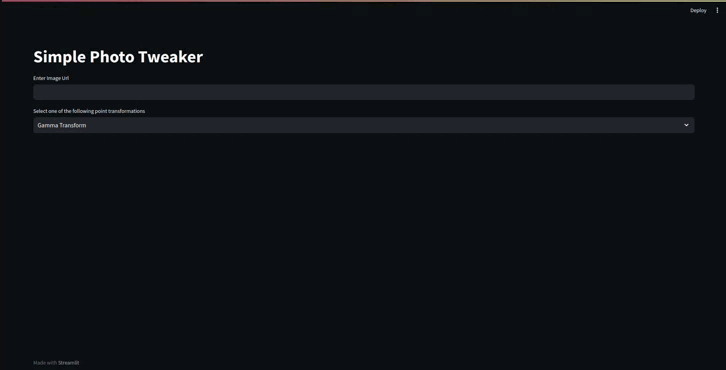 Deploy
Simple Photo Tweaker
Enter Image Url
Select one of the following point transformations
Gamma Transform
Made with Streamlit